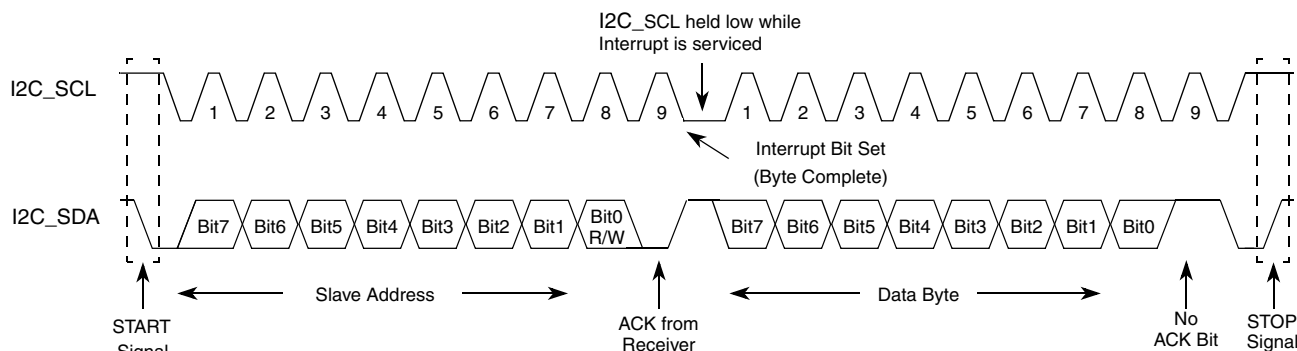 I2C_SCL held low while
Interrupt is serviced
I2C_SCL
1 2 3 4 5 6 7 8 9 1 2 3 4 5 6 7 8 9
Interrupt Bit Set
(Byte Complete)
I2C_SDA
Bit7 Bit6 Bit5 Bit4 Bit3 Bit2 Bit1 Bit0 R/W Bit7 Bit6 Bit5 Bit4 Bit3 Bit2 Bit1 Bit0
Slave Address
Data Byte
START
Signal
ACK from
Receiver
No
ACK Bit
STOP
Signal